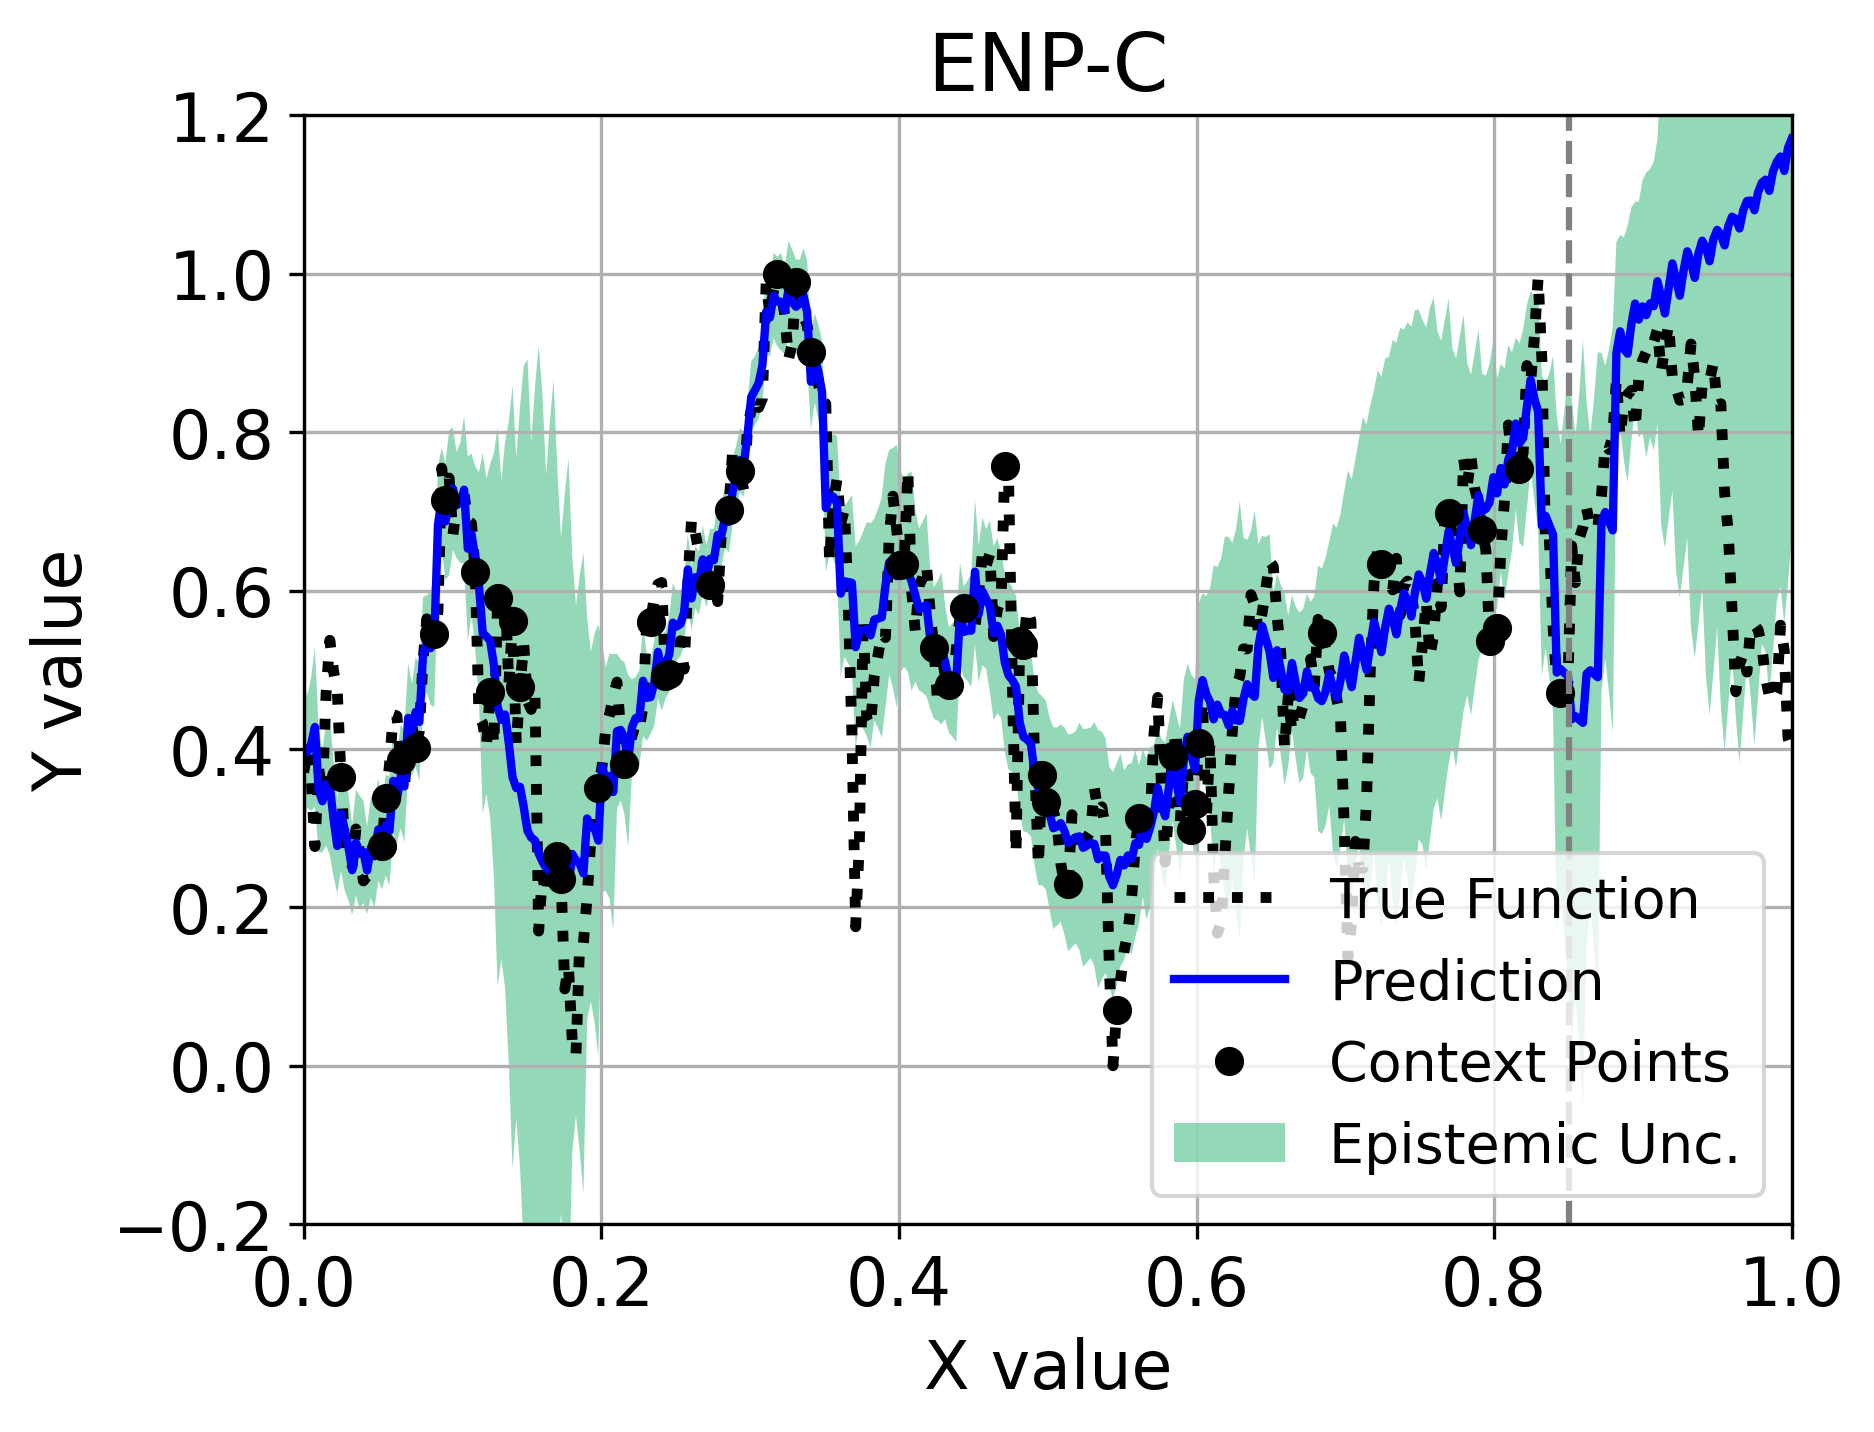 ENP-C
1.2
1.0
0.8
0.6
0.4
0.2
0.0
−0.2
Y value
0.0 0.2 0.4 0.6 0.8 1.0
X value
True Function
Prediction
Context Points
Epistemic Unc.